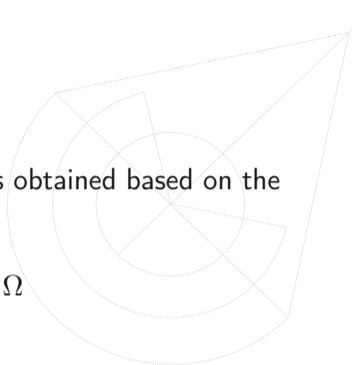 obtained based on the
Ω